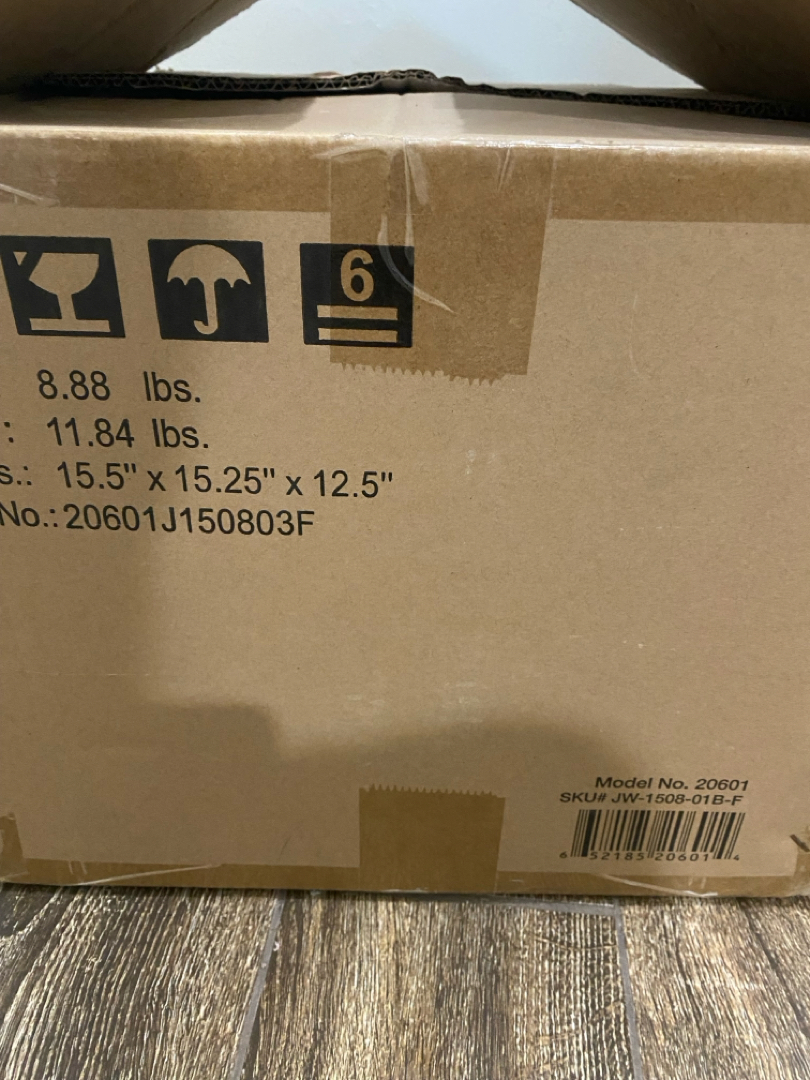 6
8.88 lbs.
: 11.84 lbs.
s.: 15.5" x 15.25" x 12.5"
No.: 20601J150803F
Model No. 20601
SKU# JW-1508-01B-F
6 52185 20601 4